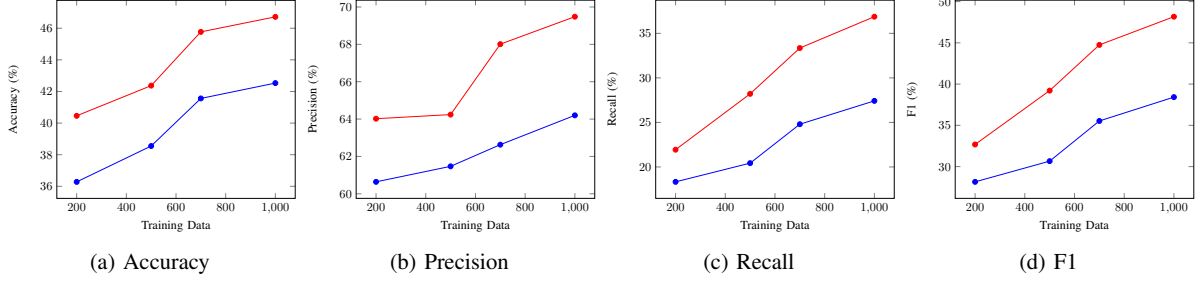 46
44
42
40
38
36
200 400 600 800 1,000
Accuracy (%)
Training Data
(a) Accuracy
70
68
66
64
62
60
200 400 600 800 1,000
Precision (%)
Training Data
(b) Precision
35
30
25
20
200 400 600 800 1,000
Recall (%)
Training Data
(c) Recall
50
45
40
35
30
200 400 600 800 1,000
F1 (%)
Training Data
(d) F1